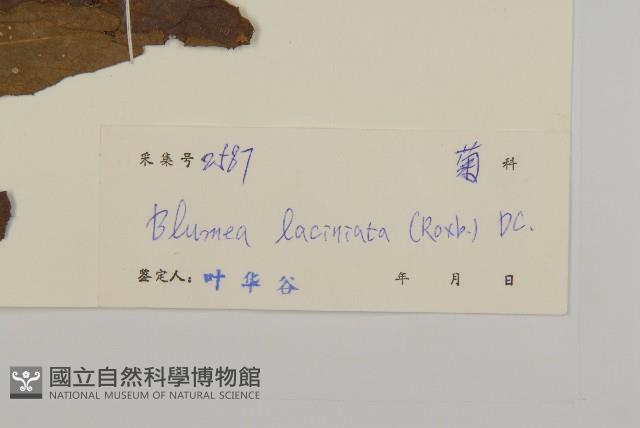 采集号 2587 菊 科
Blumea laciniata (Roxb.) DC.
鉴定人: 叶华谷 年 月 日
國立自然科學博物館
NATIONAL MUSEUM OF NATURAL SCIENCE